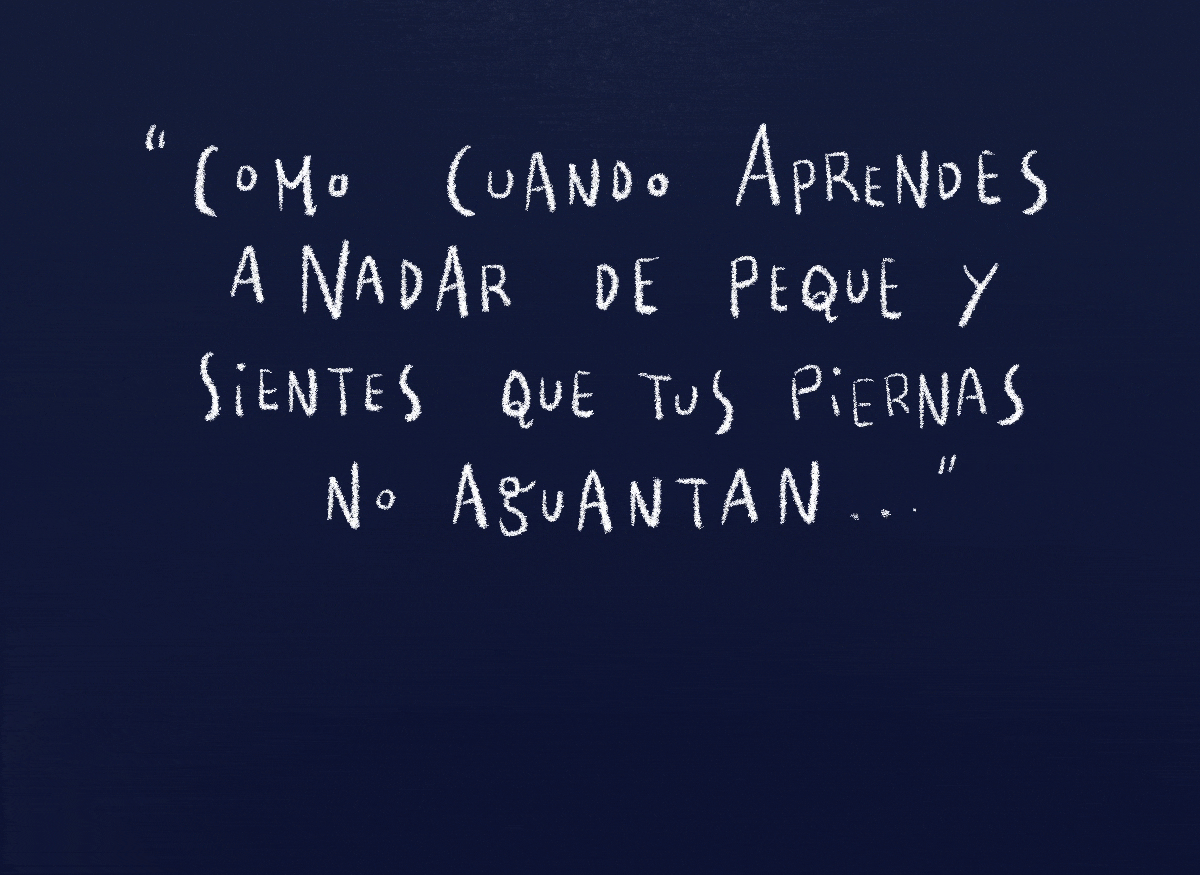 “COMO CUANDO APRENDES
A NADAR DE PEQUE Y
SiENTES QUE TUS PiERNAS
NO AgUANTAN...”